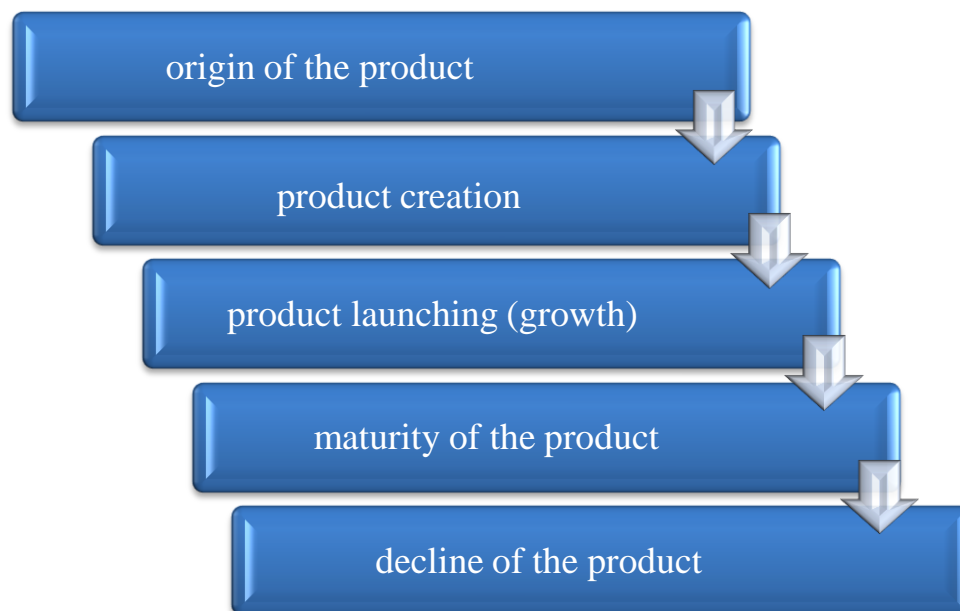 origin of the product
product creation
product launching (growth)
maturity of the product
decline of the product